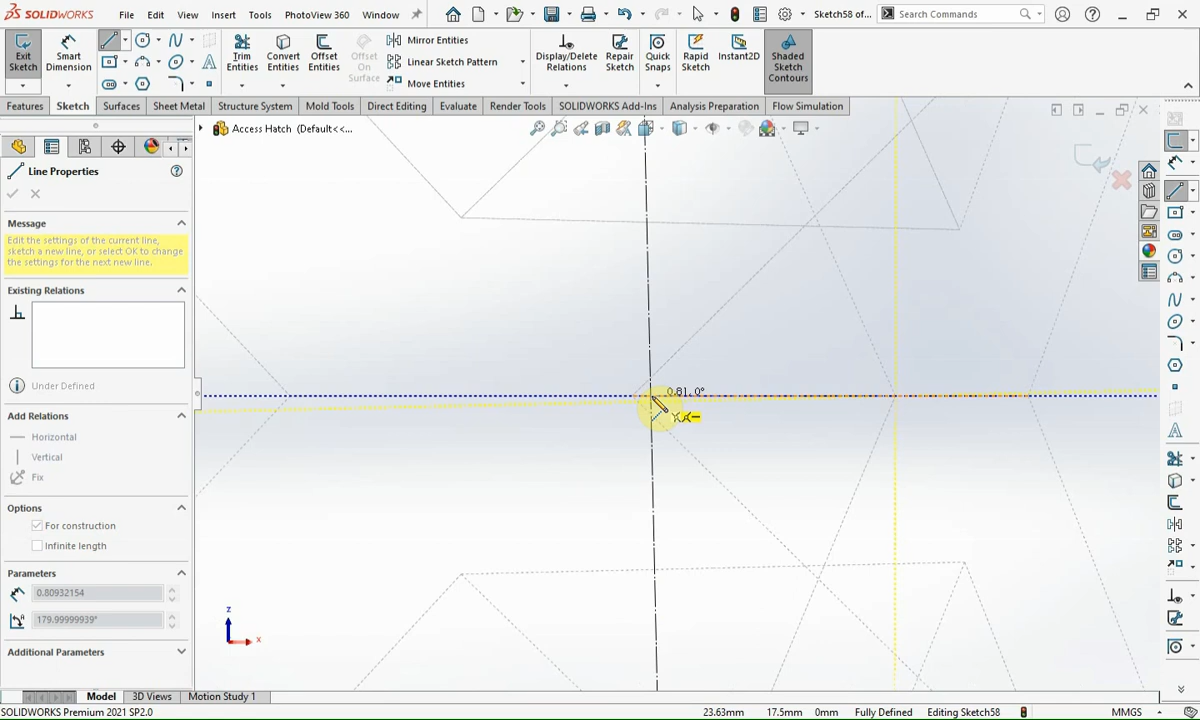 SOLIDWORKS File Edit View Insert Tools PhotoView 360 Window Sketch58 of... Search Commands
Exit Sketch Smart Dimension Trim Entities Convert Entities Offset Entities Offset On Surface Mirror Entities Linear Sketch Pattern Move Entities Display/Delete Relations Repair Sketch Quick Snaps Rapid Sketch Instant2D Shaded Sketch Contours
Features Sketch Surfaces Sheet Metal Structure System Mold Tools Direct Editing Evaluate Render Tools SOLIDWORKS Add-Ins Analysis Preparation Flow Simulation
Access Hatch (Default<<...
Line Properties
Message
Edit the settings of the current line,
sketch a new line, or select OK to change
the settings for the next new line.
Existing Relations
Under Defined
Add Relations
Horizontal
Vertical
Fix
Options
For construction
Infinite length
Parameters
0.80932154
179.99999939°
Additional Parameters
0.81, 0°
z
x
Model 3D Views Motion Study 1
SOLIDWORKS Premium 2021 SP2.0 23.63mm 17.5mm 0mm Fully Defined Editing Sketch58 MMGS